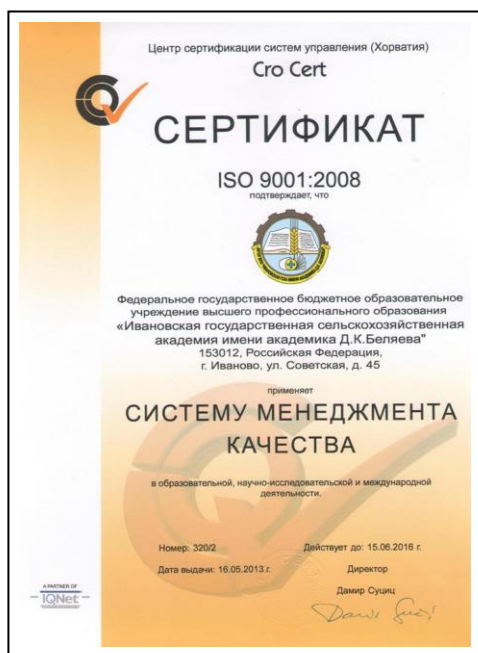 Центр сертификации систем управления (Хорватия)
Cro Cert
СЕРТИФИКАТ
ISO 9001:2008
подтверждает, что
Федеральное государственное бюджетное образовательное
учреждение высшего профессионального образования
«Ивановская государственная сельскохозяйственная
академия имени академика Д.К.Беляева"
153012, Российская Федерация,
г. Иваново, ул. Советская, д. 45
применяет
СИСТЕМУ МЕНЕДЖМЕНТА
КАЧЕСТВА
в образовательной, научно-исследовательской и международной
деятельности.
Номер: 320/2
Действует до: 15.06.2016 г.
Дата выдачи: 16.05.2013 г.
Директор
Дамир Суциц
A PARTNER OF
IQNet